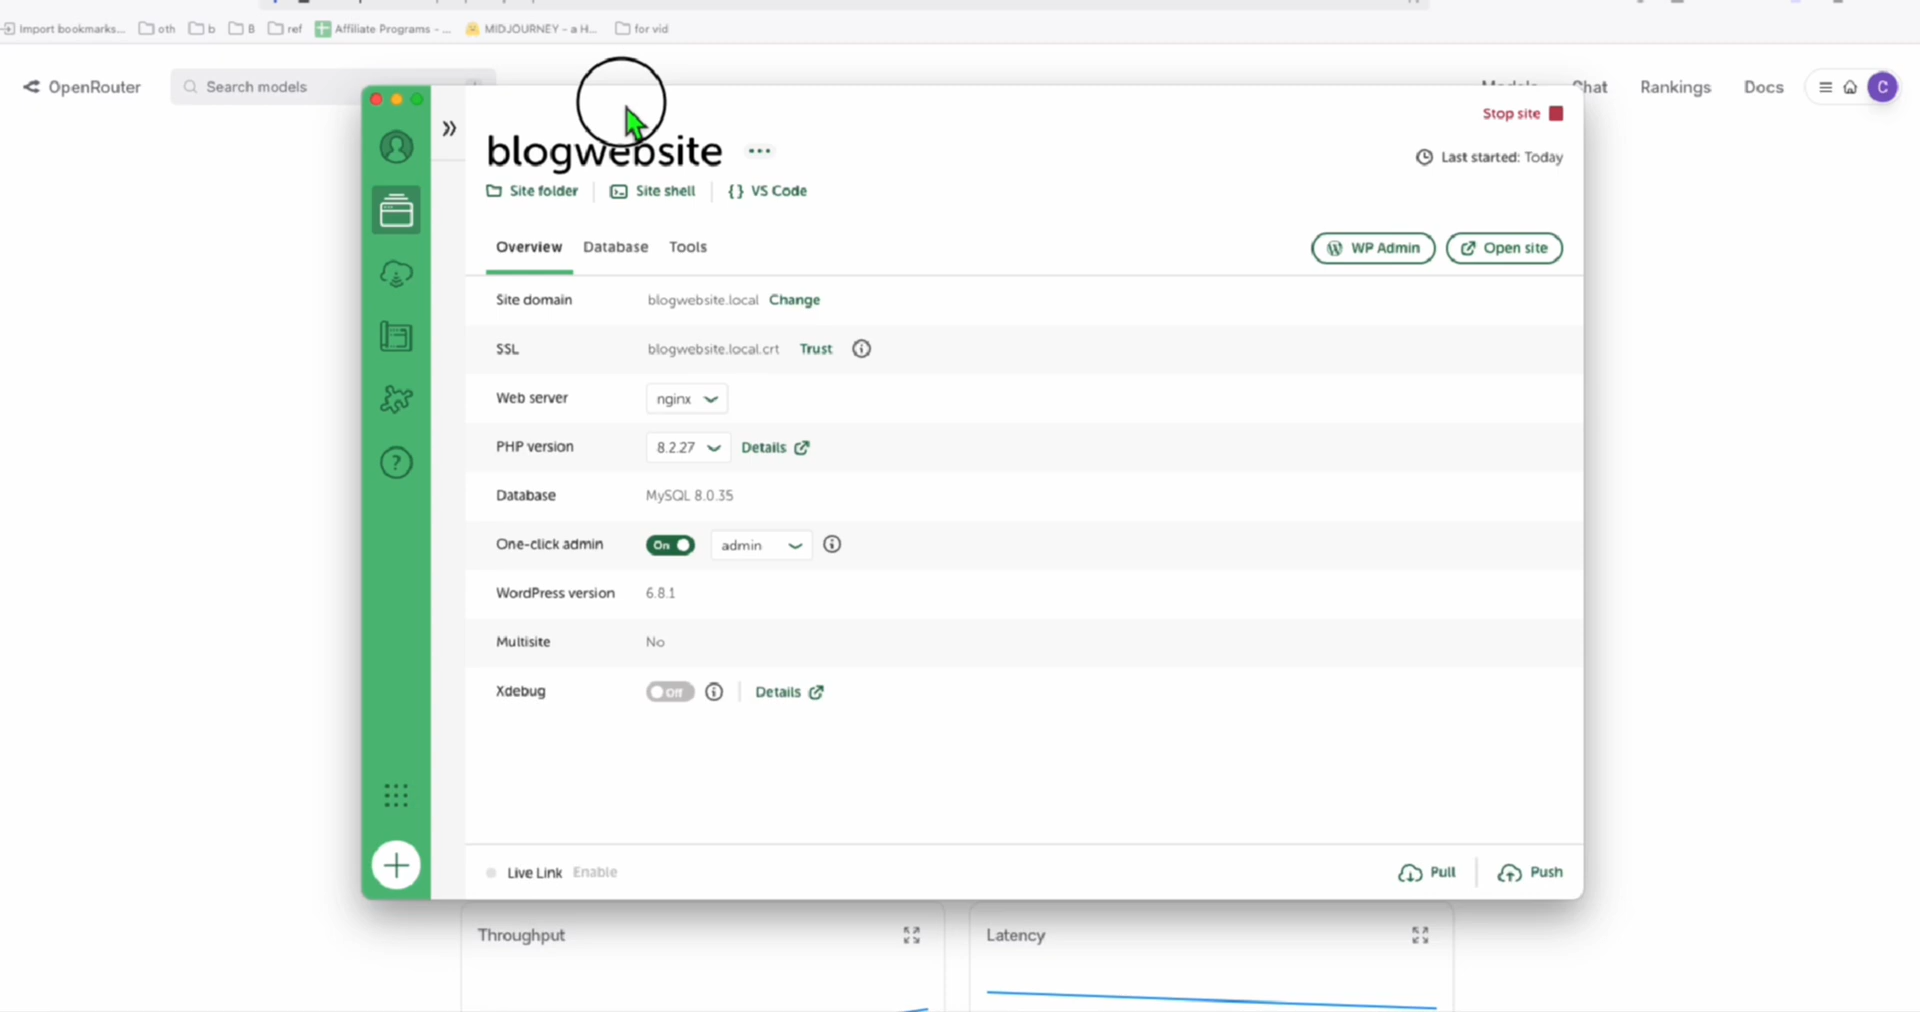 Import bookmarks... oth b B ref Affiliate Programs - ... MIDJOURNEY - a H... for vid
OpenRouter Search models Chat Rankings Docs C
Stop site
blogwebsite ...
Last started: Today
Site folder Site shell {} VS Code
Overview Database Tools WP Admin Open site
Site domain blogwebsite.local Change
SSL blogwebsite.local.crt Trust
Web server nginx
PHP version 8.2.27 Details
Database MySQL 8.0.35
One-click admin On admin
WordPress version 6.8.1
Multisite No
Xdebug Off Details
Live Link Enable Pull Push
Throughput Latency